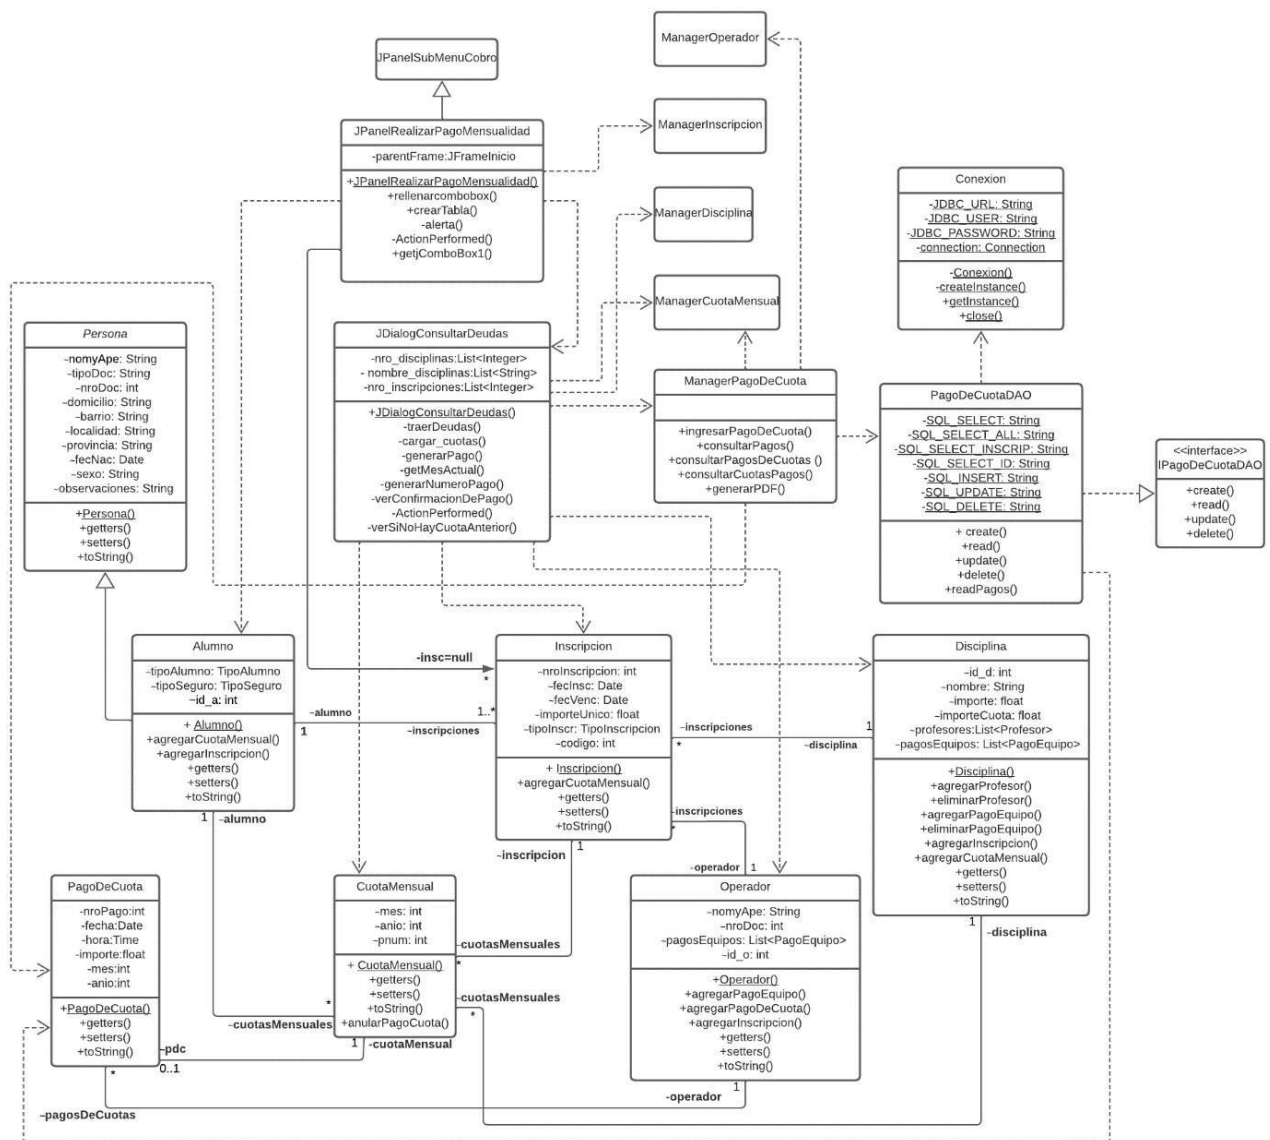 JPanelSubMenuCobro
ManagerOperador
JPanelRealizarPagoMensualidad
-parentFrame:JFrameInicio
+JPanelRealizarPagoMensualidad()
+rellenarcombobox()
+crearTabla()
-alerta()
-ActionPerformed()
+getjComboBox1()
ManagerInscripcion
ManagerDisciplina
ManagerCuotaMensual
Conexion
-JDBC_URL: String
-JDBC_USER: String
-JDBC_PASSWORD: String
-connection: Connection
-Conexion()
-createInstance()
+getInstance()
+close()
Persona
~nomyApe: String
~tipoDoc: String
~nroDoc: int
~domicilio: String
~barrio: String
~localidad: String
~provincia: String
~fecNac: Date
~sexo: String
~observaciones: String
+Persona()
+getters()
+setters()
+toString()
JDialogConsultarDeudas
-nro_disciplinas:List<Integer>
- nombre_disciplinas:List<String>
-nro_inscripciones:List<Integer>
+JDialogConsultarDeudas()
-traerDeudas()
-cargar_cuotas()
-generarPago()
-getMesActual()
-generarNumeroPago()
-verConfirmacionDePago()
-ActionPerformed()
-verSiNoHayCuotaAnterior()
ManagerPagoDeCuota
+ingresarPagoDeCuota()
+consultarPagos()
+consultarPagosDeCuotas ()
+consultarCuotasPagos()
+generarPDF()
PagoDeCuotaDAO
-SQL_SELECT: String
-SQL_SELECT_ALL: String
-SQL_SELECT_INSCRIP: String
-SQL_SELECT_ID: String
-SQL_INSERT: String
-SQL_UPDATE: String
-SQL_DELETE: String
+ create()
+read()
+update()
+delete()
+readPagos()
<<interface>>
IPagoDeCuotaDAO
+create()
+read()
+update()
+delete()
Alumno
~tipoAlumno: TipoAlumno
~tipoSeguro: TipoSeguro
~id_a: int
+ Alumno()
+agregarCuotaMensual()
+agregarInscripcion()
+getters()
+setters()
+toString()
-insc=null
*
1..*
~alumno
1
~inscripciones
Inscripcion
~nroInscripcion: int
~fecInsc: Date
~fecVenc: Date
~importeUnico: float
~tipoInscr: TipoInscripcion
~codigo: int
+ Inscripcion()
+agregarCuotaMensual()
+getters()
+setters()
+toString()
~inscripciones
*
1
~disciplina
Disciplina
~id_d: int
~nombre: String
~importe: float
~importeCuota: float
~profesores:List<Profesor>
~pagosEquipos: List<PagoEquipo>
+Disciplina()
+agregarProfesor()
+eliminarProfesor()
+agregarPagoEquipo()
+eliminarPagoEquipo()
+agregarInscripcion()
+agregarCuotaMensual()
+getters()
+setters()
+toString()
1
~alumno
~inscripciones
*
1
~inscripcion
~operador
1
1
~disciplina
PagoDeCuota
~nroPago:int
~fecha:Date
~hora:Time
~importe:float
~mes:int
~anio:int
+PagoDeCuota()
+getters()
+setters()
+toString()
CuotaMensual
~mes: int
~anio: int
~pnum: int
+ CuotaMensual()
+getters()
+setters()
+toString()
+anularPagoCuota()
~cuotasMensuales
*
~cuotasMensuales
*
Operador
~nomyApe: String
~nroDoc: int
~pagosEquipos: List<PagoEquipo>
~id_o: int
+Operador()
+agregarPagoEquipo()
+agregarPagoDeCuota()
+agregarInscripcion()
+getters()
+setters()
+toString()
*
~cuotasMensuales
1
~cuotaMensual
~pdc
0..1
*
~pagosDeCuotas
1
~operador